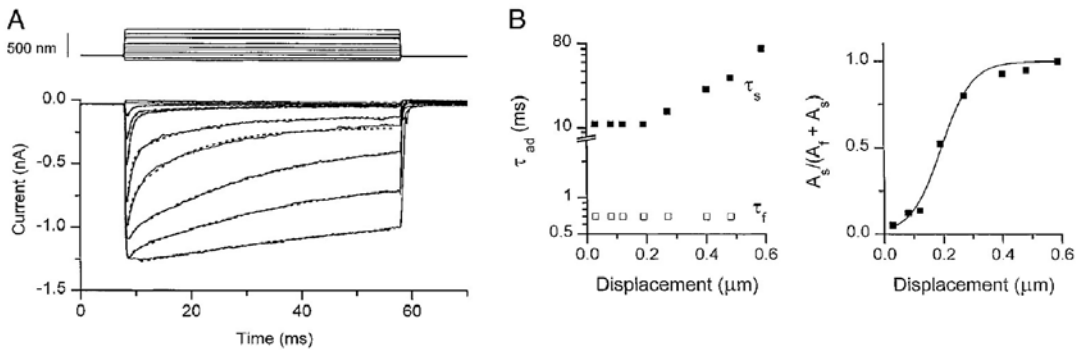 A
500 nm
0.0
-0.5
-1.0
-1.5
Current (nA)
0
20
40
60
Time (ms)
B
80
10
1
0.5
τ ad (ms)
τs
τf
0.0
0.2
0.4
0.6
Displacement (μm)
1.0
0.5
0.0
As/(Af + As)
0.0
0.2
0.4
0.6
Displacement (μm)